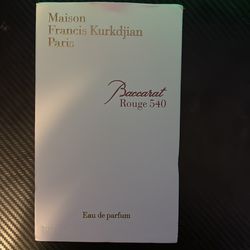 Maison
Francis Kurkdjian
Paris
Baccarat
Rouge 540
Eau de parfum